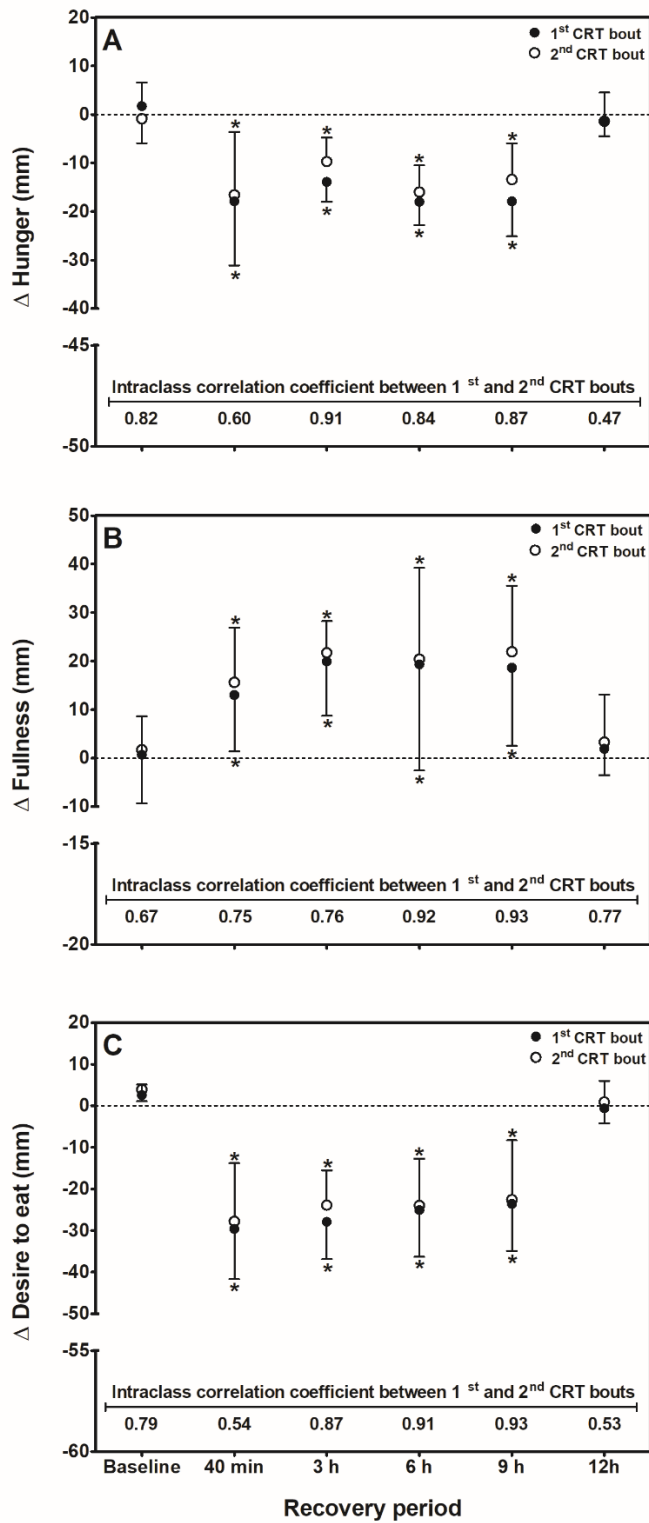 A
1st CRT bout
2nd CRT bout
Δ Hunger (mm)
20
10
0
-10
-20
-30
-40
-45
-50
* * * *
* * * *
Intraclass correlation coefficient between 1 st and 2nd CRT bouts
0.82 0.60 0.91 0.84 0.87 0.47
B
1st CRT bout
2nd CRT bout
Δ Fullness (mm)
50
40
30
20
10
0
-10
-15
-20
* * * *
* * * *
Intraclass correlation coefficient between 1 st and 2nd CRT bouts
0.67 0.75 0.76 0.92 0.93 0.77
C
1st CRT bout
2nd CRT bout
Δ Desire to eat (mm)
20
10
0
-10
-20
-30
-40
-50
-55
-60
* * * *
* * * *
Intraclass correlation coefficient between 1 st and 2nd CRT bouts
0.79 0.54 0.87 0.91 0.93 0.53
Baseline 40 min 3 h 6 h 9 h 12h
Recovery period